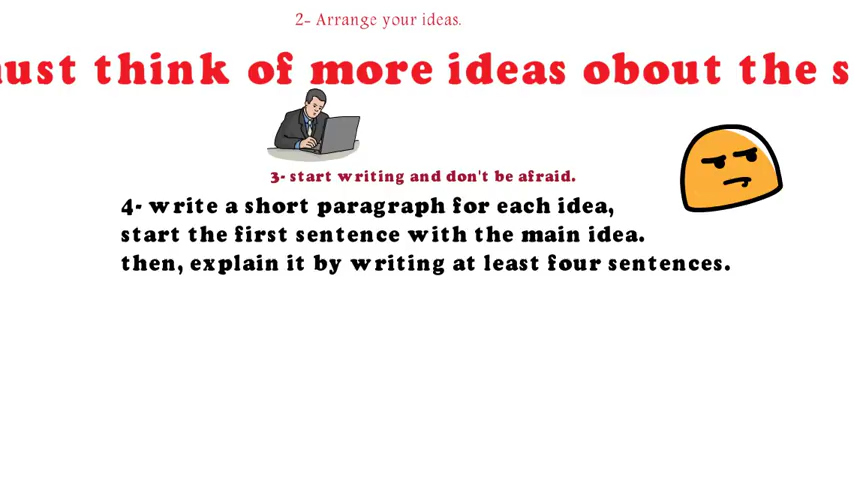 2- Arrange your ideas.
think of more ideas obout the
3- start writing and don't be afraid.
4- write a short paragraph for each idea,
start the first sentence with the main idea.
then, explain it by writing at least four sentences.